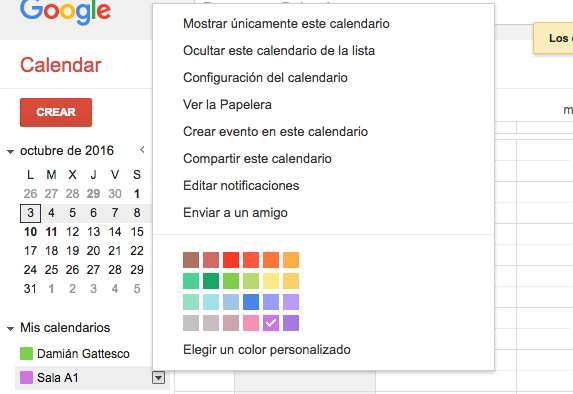 Google
Calendar
CREAR
octubre de 2016
L M M J V S
26 27 28 29 30 1
3 4 5 6 7 8
10 11 12 13 14 15
17 18 19 20 21 22
24 25 26 27 28 29
31 1 2 3 4 5
Mis calendarios
Damián Gattesco
Sala A1
Mostrar únicamente este calendario
Ocultar este calendario de la lista
Configuración del calendario
Ver la Papelera
Crear evento en este calendario
Compartir este calendario
Editar notificaciones
Enviar a un amigo
Elegir un color personalizado
Los
m